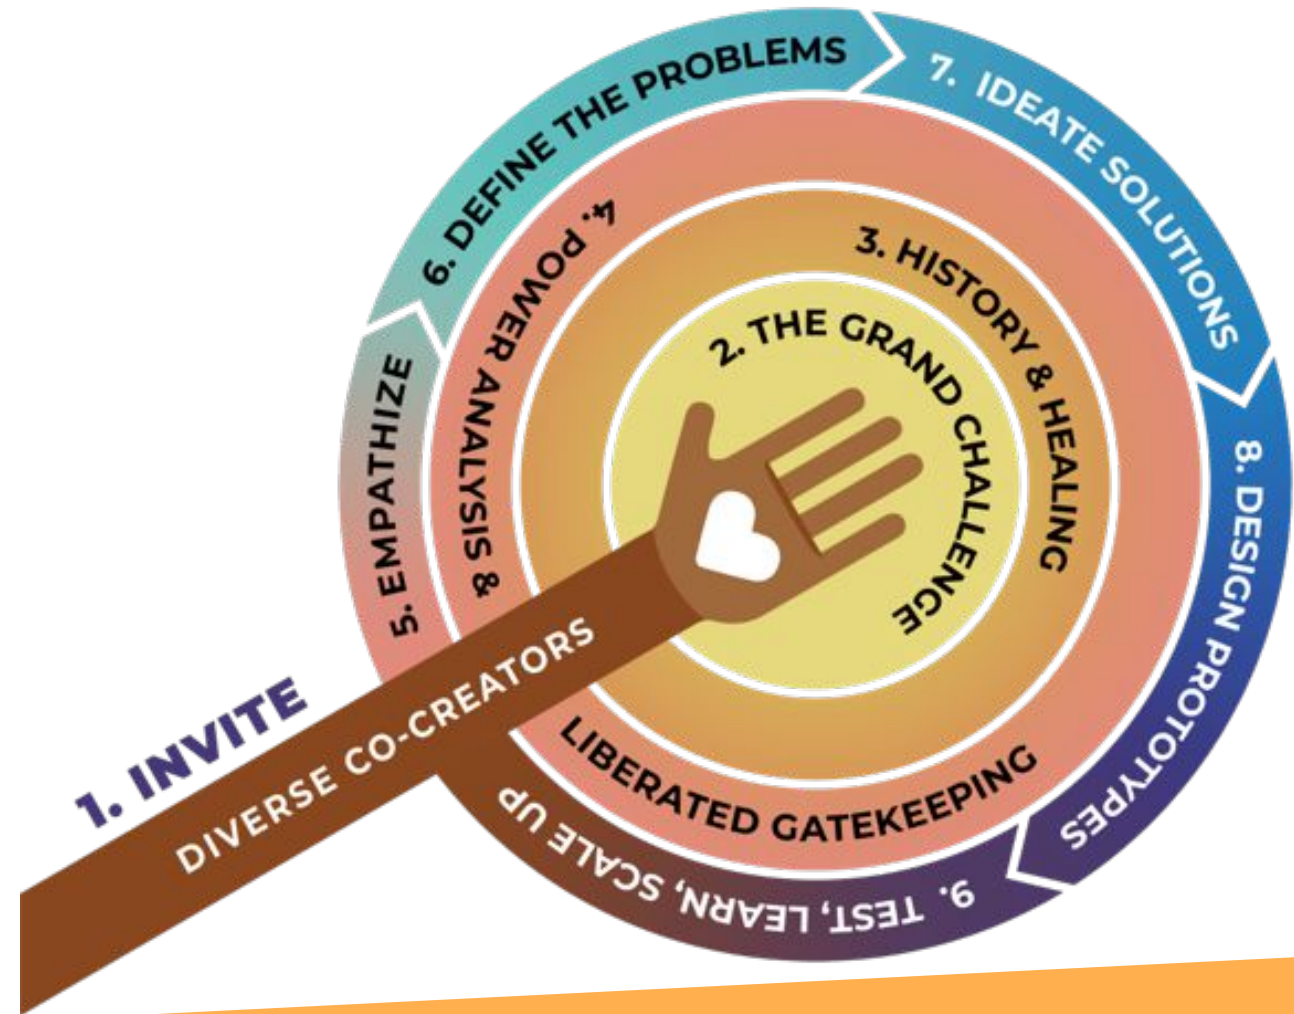 1. INVITE
DIVERSE CO-CREATORS
2. THE GRAND CHALLENGE
3. HISTORY & HEALING
4. POWER ANALYSIS &
LIBERATED GATEKEEPING
5. EMPATHIZE
6. DEFINE THE PROBLEMS
7. IDEATE SOLUTIONS
8. DESIGN PROTOTYPES
9. TEST, LEARN, SCALE UP